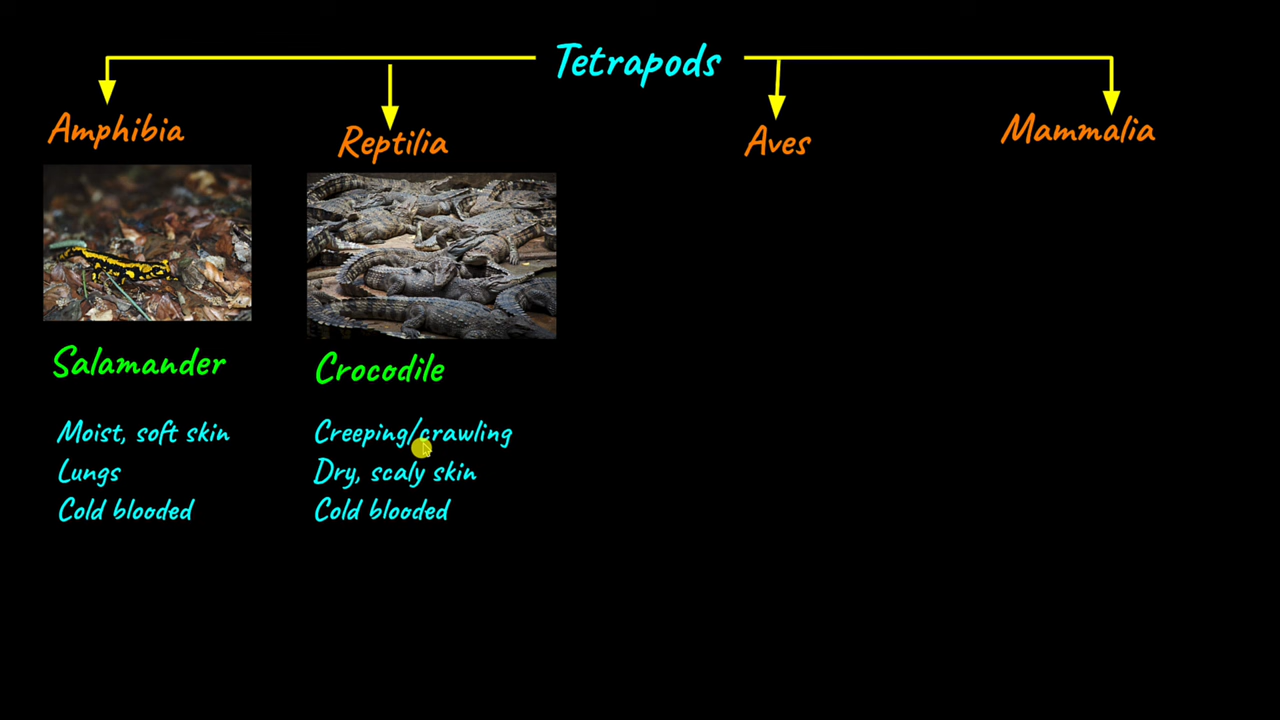 Tetrapods
Amphibia
Reptilia
Aves
Mammalia
Salamander
Moist, soft skin
Lungs
Cold blooded
Crocodile
Creeping/crawling
Dry, scaly skin
Cold blooded